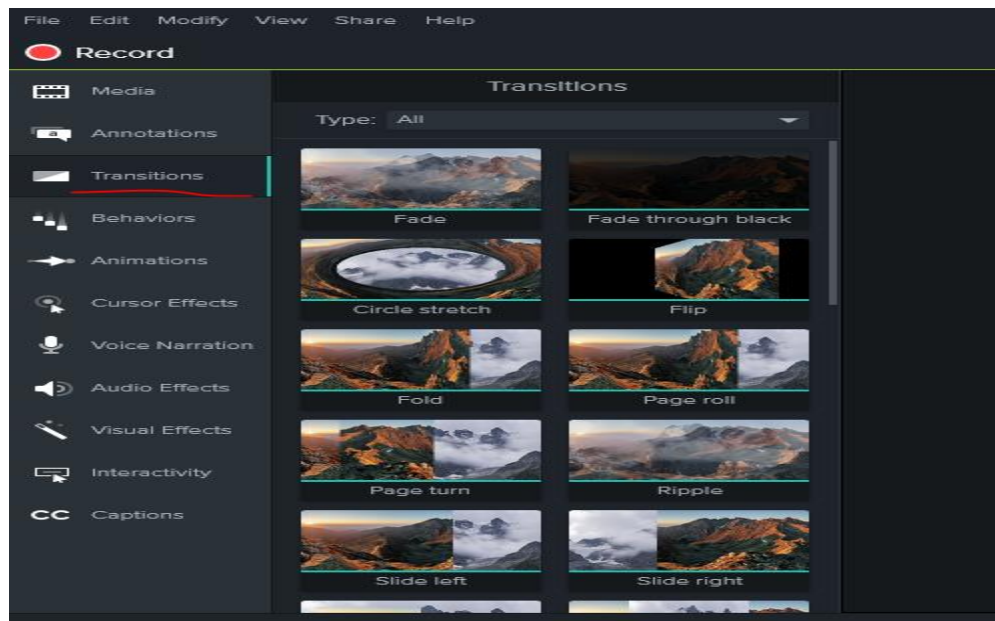 File Edit Modify View Share Help
Record
Media
Annotations
Transitions
Behaviors
Animations
Cursor Effects
Voice Narration
Audio Effects
Visual Effects
Interactivity
CC Captions
Transitions
Type: All
Fade Fade through black
Circle stretch Flip
Fold Page roll
Page turn Ripple
Slide left Slide right